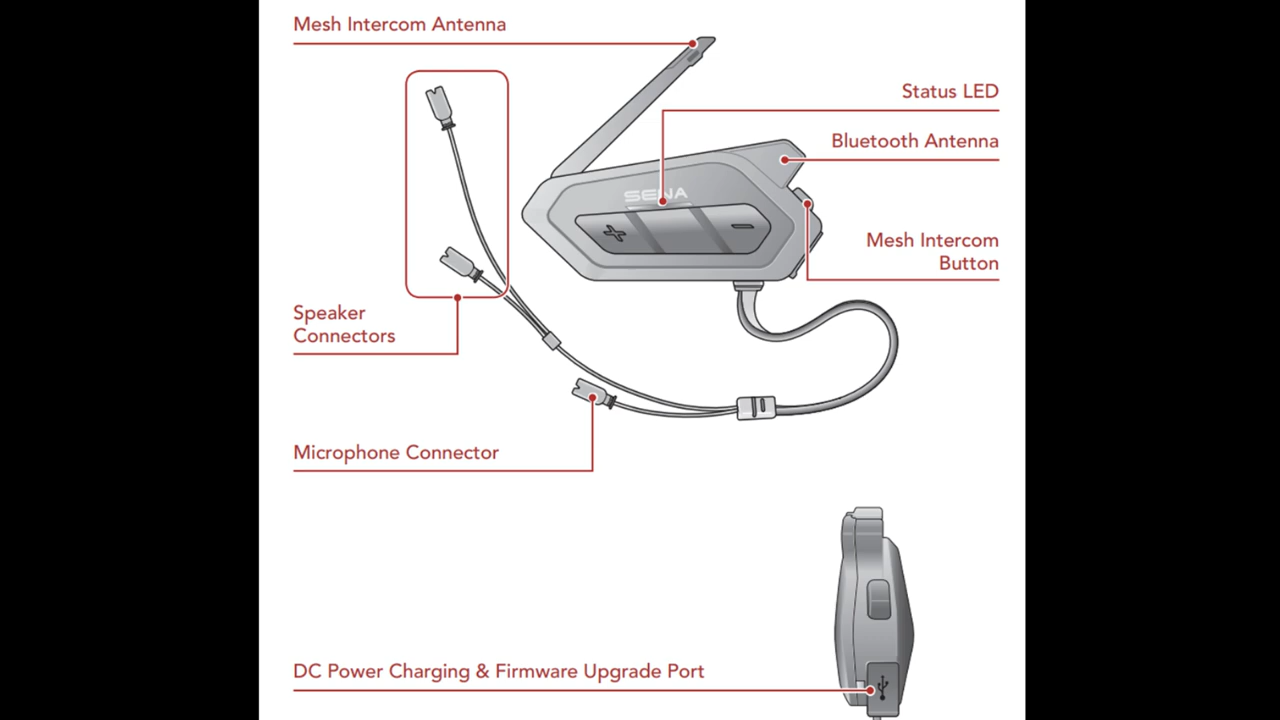 Mesh Intercom Antenna
Status LED
Bluetooth Antenna
SENA
Mesh Intercom
Button
Speaker
Connectors
Microphone Connector
DC Power Charging & Firmware Upgrade Port